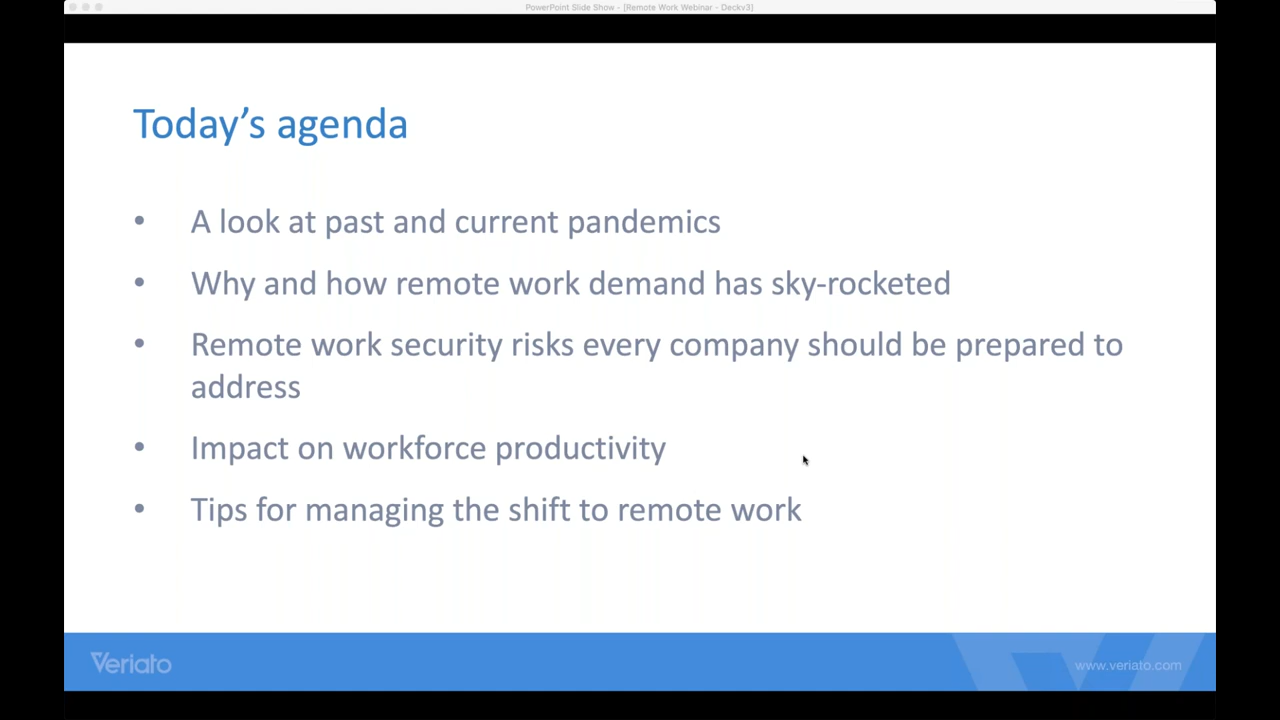 PowerPoint Slide Show - [Remote Work Webinar - Deckv3]
Today’s agenda
• A look at past and current pandemics
• Why and how remote work demand has sky-rocketed
• Remote work security risks every company should be prepared to
address
• Impact on workforce productivity
• Tips for managing the shift to remote work
Veriato
www.veriato.com